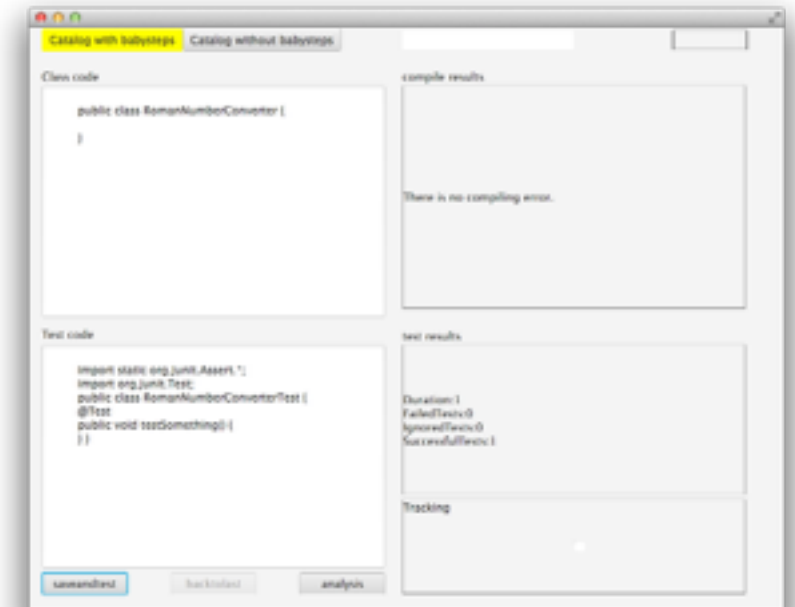 Catalog with babysteps Catalog without babysteps
Class code
public class RomanNumberConverter {
}
compile results
There is no compiling error.
Test code
import static org.junit.Assert.*;
import org.junit.Test;
public class RomanNumberConverterTest {
@Test
public void testSomething() {
} }
test results
Duration:1
FailedTests:0
IgnoredTests:0
SuccessfulTests:1
Tracking
saveandtest backtolast analysis